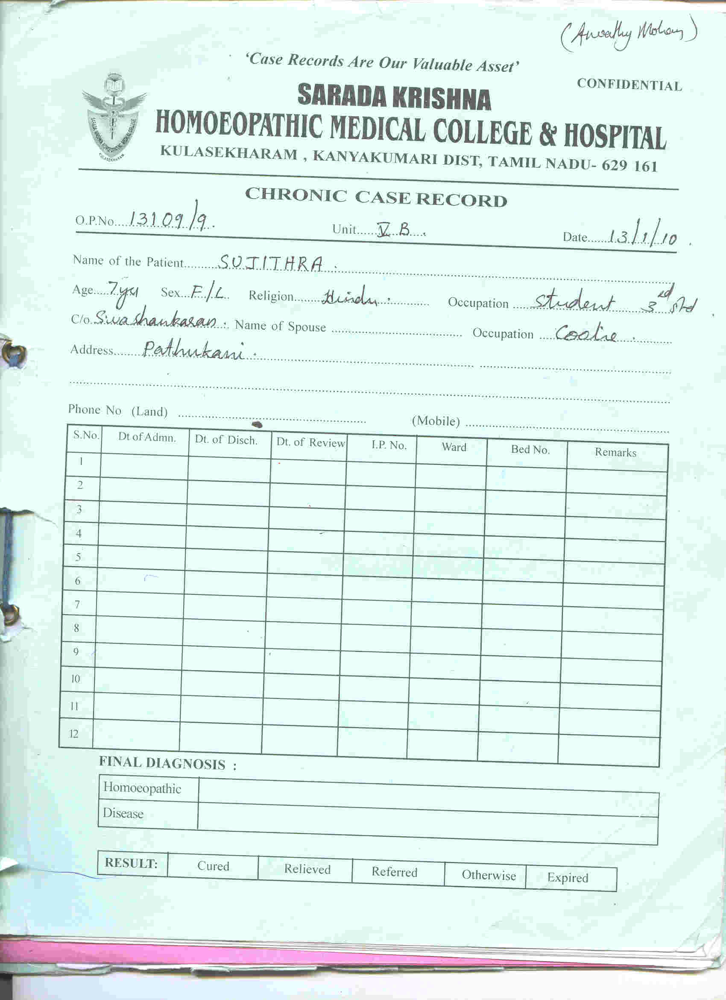 (Aswathy Mohan)
'Case Records Are Our Valuable Asset'
CONFIDENTIAL
SARADA KRISHNA
HOMOEOPATHIC MEDICAL COLLEGE & HOSPITAL
KULASEKHARAM , KANYAKUMARI DIST, TAMIL NADU- 629 161
KULASEKHARAM
CHRONIC CASE RECORD
O.P.No....13109/9. Unit......V B.... Date.......13/1/10.
Name of the Patient.......... SUJITHRA.
Age.....7yrs Sex...F/C.. Religion........Hindu. Occupation ......student 3rd std.
C/o.Sivashankaran. Name of Spouse .................................... Occupation .....Coolie.
Address.......Pathukani.
Phone No (Land) .................................... (Mobile) ....................................
S.No. Dt of Admn. Dt. of Disch. Dt. of Review I.P. No. Ward Bed No. Remarks
1
2
3
4
5
6
7
8
9
10
11
12
FINAL DIAGNOSIS :
Homoeopathic
Disease
RESULT: Cured Relieved Referred Otherwise Expired